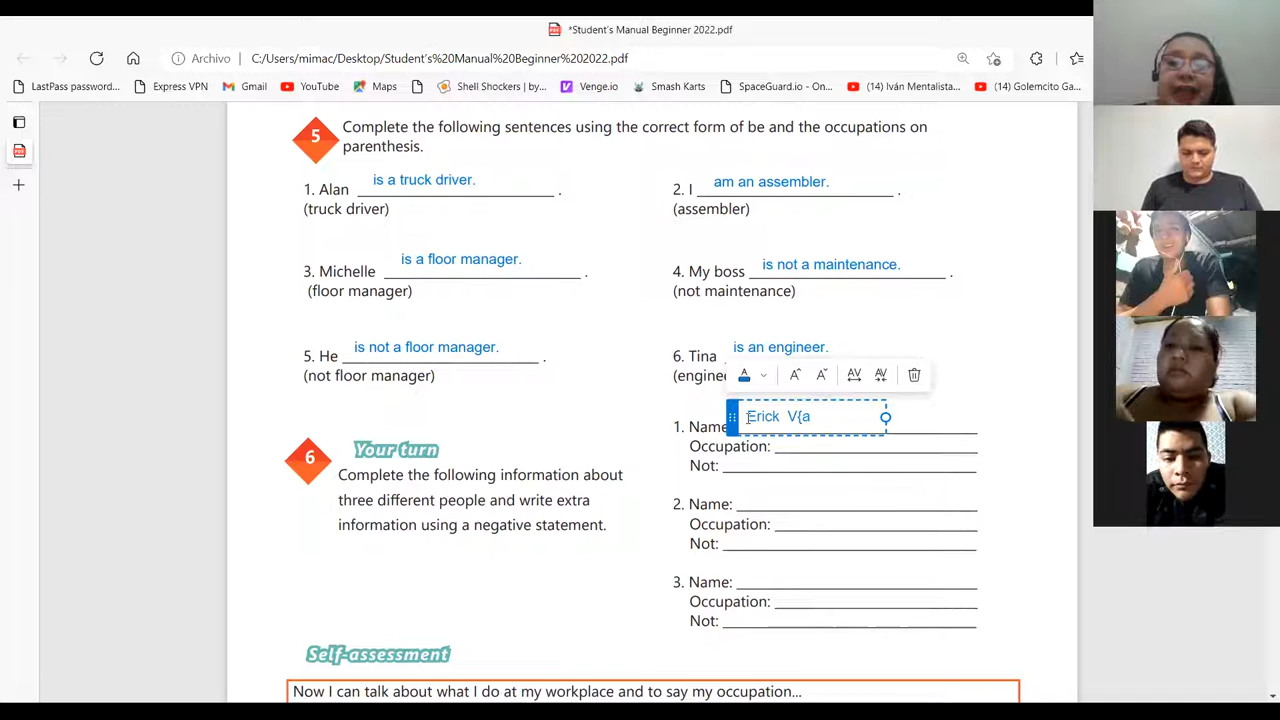 *Student's Manual Beginner 2022.pdf
Archivo C:/Users/mimac/Desktop/Student's%20Manual%20Beginner%202022.pdf
LastPass password... Express VPN Gmail YouTube Maps Shell Shockers | by... Venge.io Smash Karts SpaceGuard.io - On... (14) Iván Mentalista... (14) Golemcito Ga...
5 Complete the following sentences using the correct form of be and the occupations on
parenthesis.
1. Alan is a truck driver. .
(truck driver)
2. I am an assembler. .
(assembler)
3. Michelle is a floor manager. .
(floor manager)
4. My boss is not a maintenance. .
(not maintenance)
5. He is not a floor manager. .
(not floor manager)
6. Tina is an engineer.
(enginee
6 Your turn
Complete the following information about
three different people and write extra
information using a negative statement.
1. Name Erick V{a
Occupation:
Not:
2. Name:
Occupation:
Not:
3. Name:
Occupation:
Not:
Self-assessment
Now I can talk about what I do at my workplace and to say my occupation...